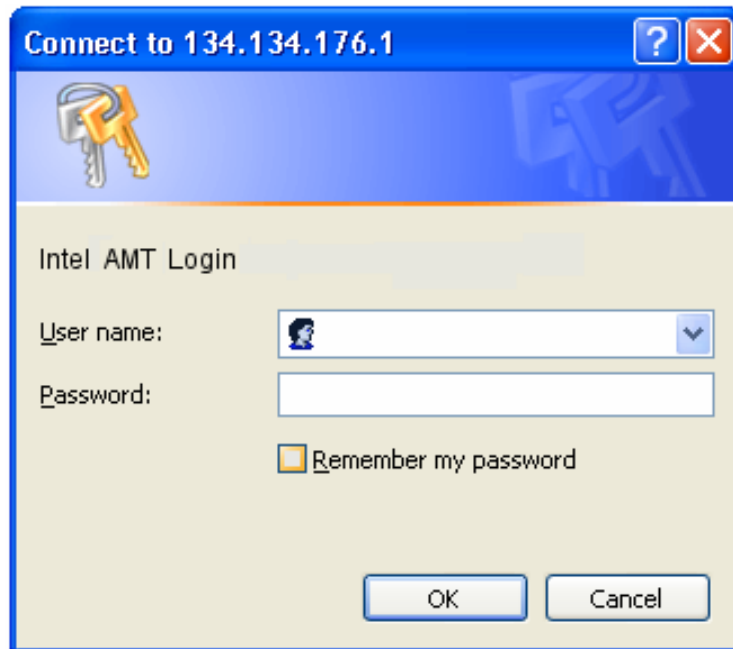 Connect to 134.134.176.1
Intel AMT Login
User name:
Password:
Remember my password
OK Cancel